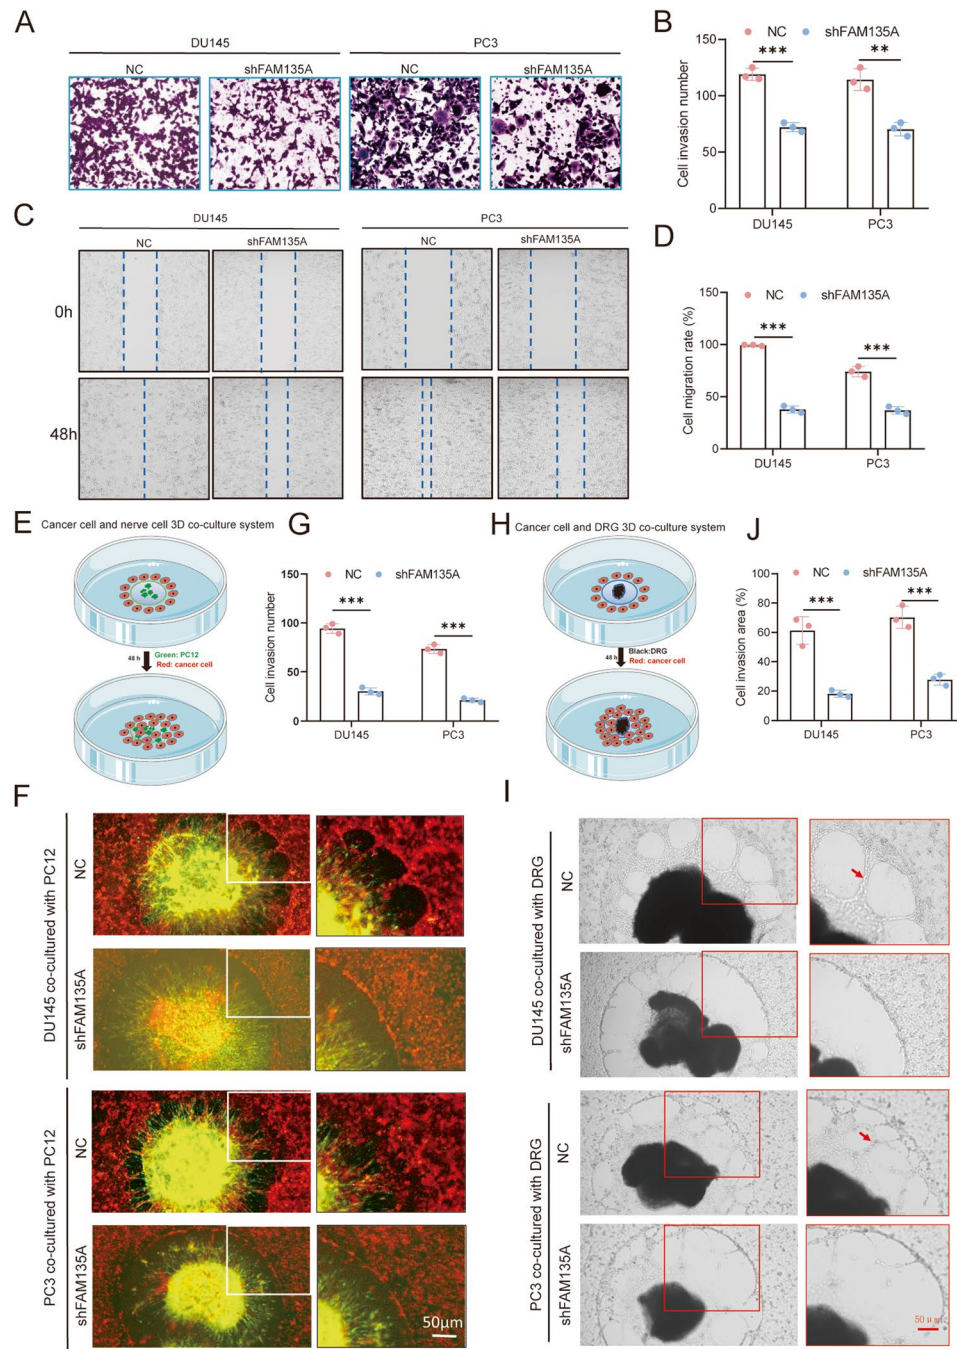 A
DU145
PC3
NC
shFAM135A
NC
shFAM135A
B
NC
shFAM135A
Cell invasion number
150
100
50
0
***
**
DU145
PC3
C
DU145
PC3
NC
shFAM135A
NC
shFAM135A
0h
48h
D
NC
shFAM135A
Cell migration rate (%)
150
100
50
0
***
***
DU145
PC3
E
Cancer cell and nerve cell 3D co-culture system
48 h
Green: PC12
Red: cancer cell
G
NC
shFAM135A
Cell invasion number
150
100
50
0
***
***
DU145
PC3
H
Cancer cell and DRG 3D co-culture system
48 h
Black:DRG
Red: cancer cell
J
NC
shFAM135A
Cell invasion area (%)
100
80
60
40
20
0
***
***
DU145
PC3
F
DU145 co-cultured with PC12
NC
shFAM135A
PC3 co-cultured with PC12
NC
shFAM135A
50μm
I
DU145 co-cultured with DRG
NC
shFAM135A
PC3 co-cultured with DRG
NC
shFAM135A
50 μm